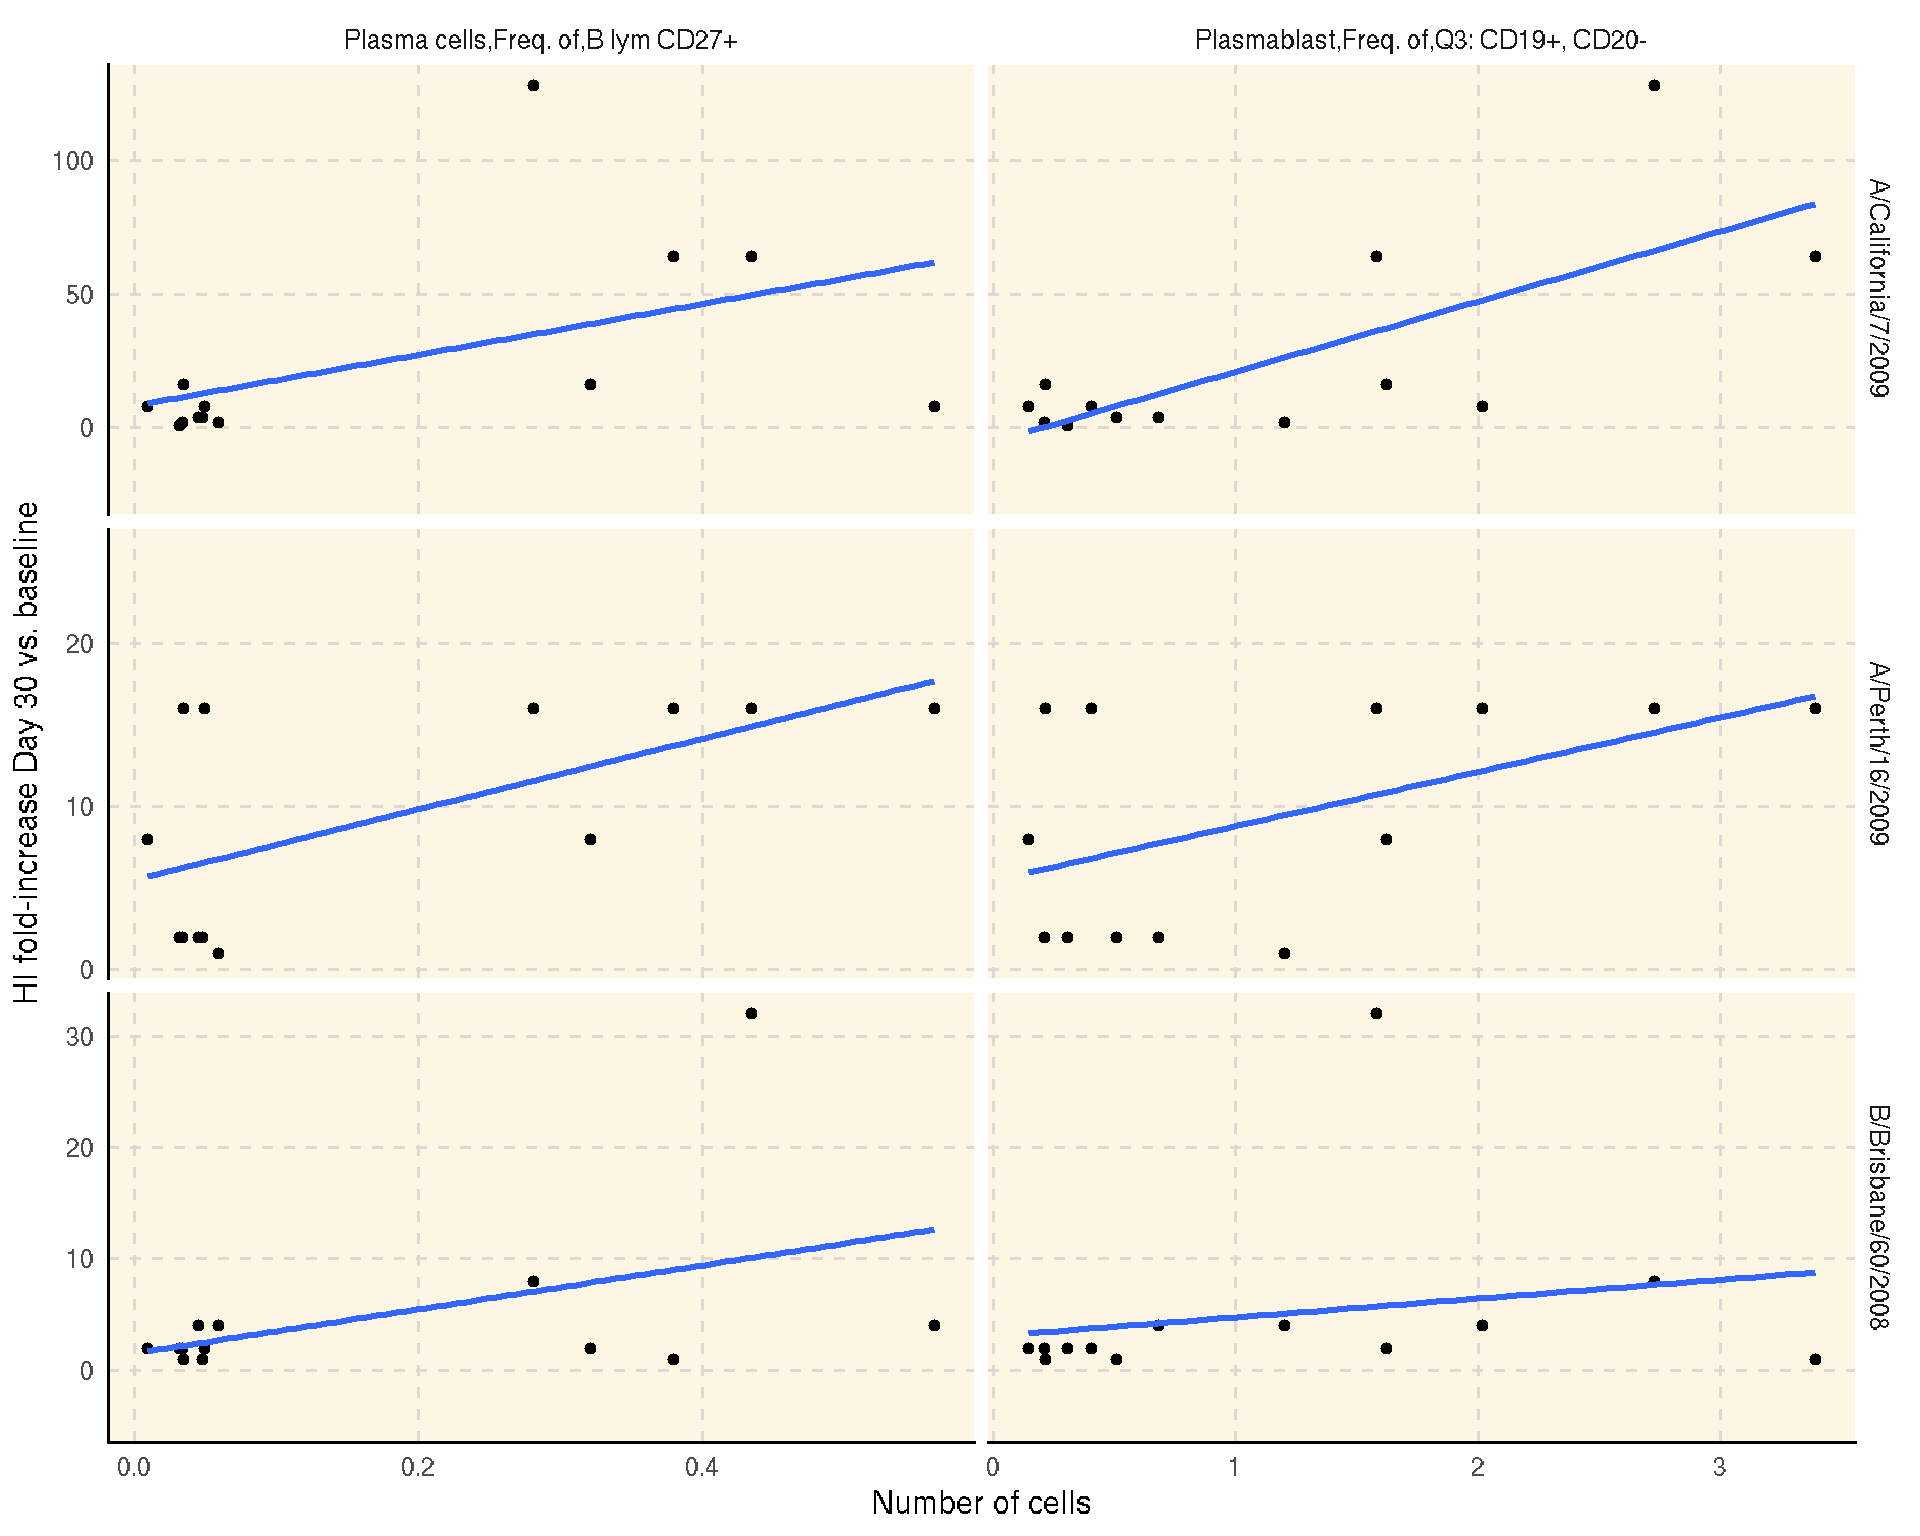 Plasma cells,Freq. of,B lym CD27+
Plasmablast,Freq. of,Q3: CD19+, CD20-
100
50
0
A/California/7/2009
20
10
0
A/Perth/16/2009
30
20
10
0
B/Brisbane/60/2008
HI fold-increase Day 30 vs. baseline
0.0 0.2 0.4 0 1 2 3
Number of cells